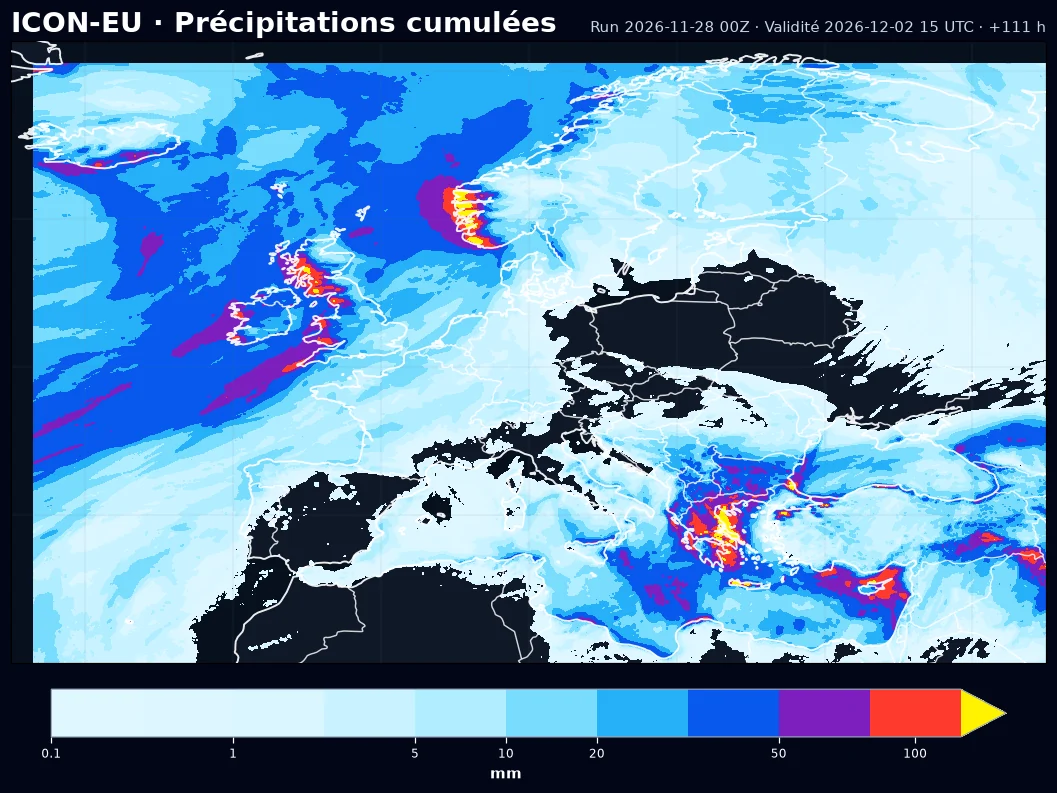 ICON-EU · Précipitations cumulées
Run 2026-11-28 00Z · Validité 2026-12-02 15 UTC · +111 h
0.1 1 5 10 20 50 100
mm